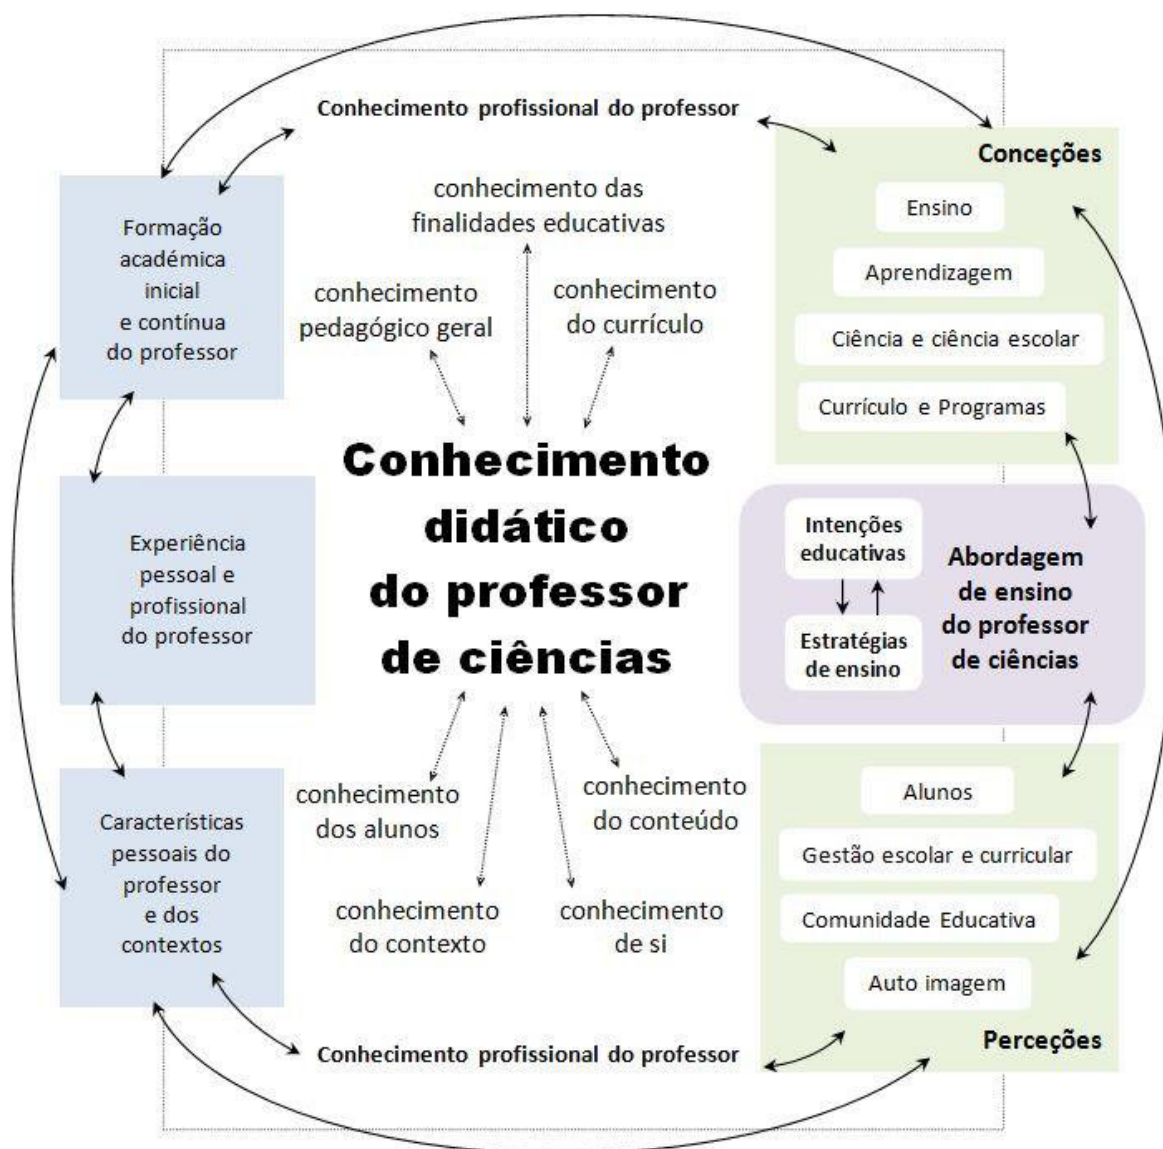 Conhecimento profissional do professor
Formação
académica
inicial
e contínua
do professor
Experiência
pessoal e
profissional
do professor
Características
pessoais do
professor
e dos
contextos
conhecimento das
finalidades educativas
conhecimento
pedagógico geral
conhecimento
do currículo
Conhecimento
didático
do professor
de ciências
conhecimento
dos alunos
conhecimento
do conteúdo
conhecimento
do contexto
conhecimento
de si
Conhecimento profissional do professor
Conceções
Ensino
Aprendizagem
Ciência e ciência escolar
Currículo e Programas
Intenções
educativas
Estratégias
de ensino
Abordagem
de ensino
do professor
de ciências
Alunos
Gestão escolar e curricular
Comunidade Educativa
Auto imagem
Perceções